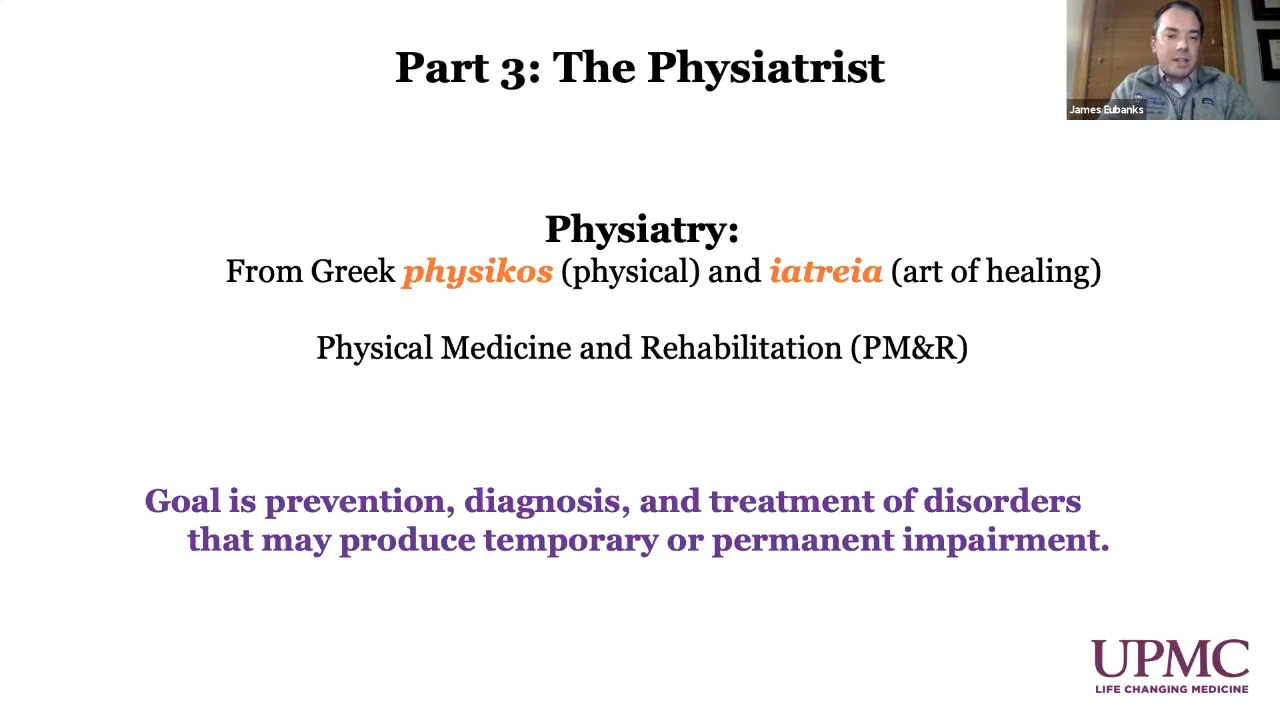 Part 3: The Physiatrist
James Eubanks
Physiatry:
From Greek physikos (physical) and iatreia (art of healing)
Physical Medicine and Rehabilitation (PM&R)
Goal is prevention, diagnosis, and treatment of disorders
that may produce temporary or permanent impairment.
UPMC
LIFE CHANGING MEDICINE